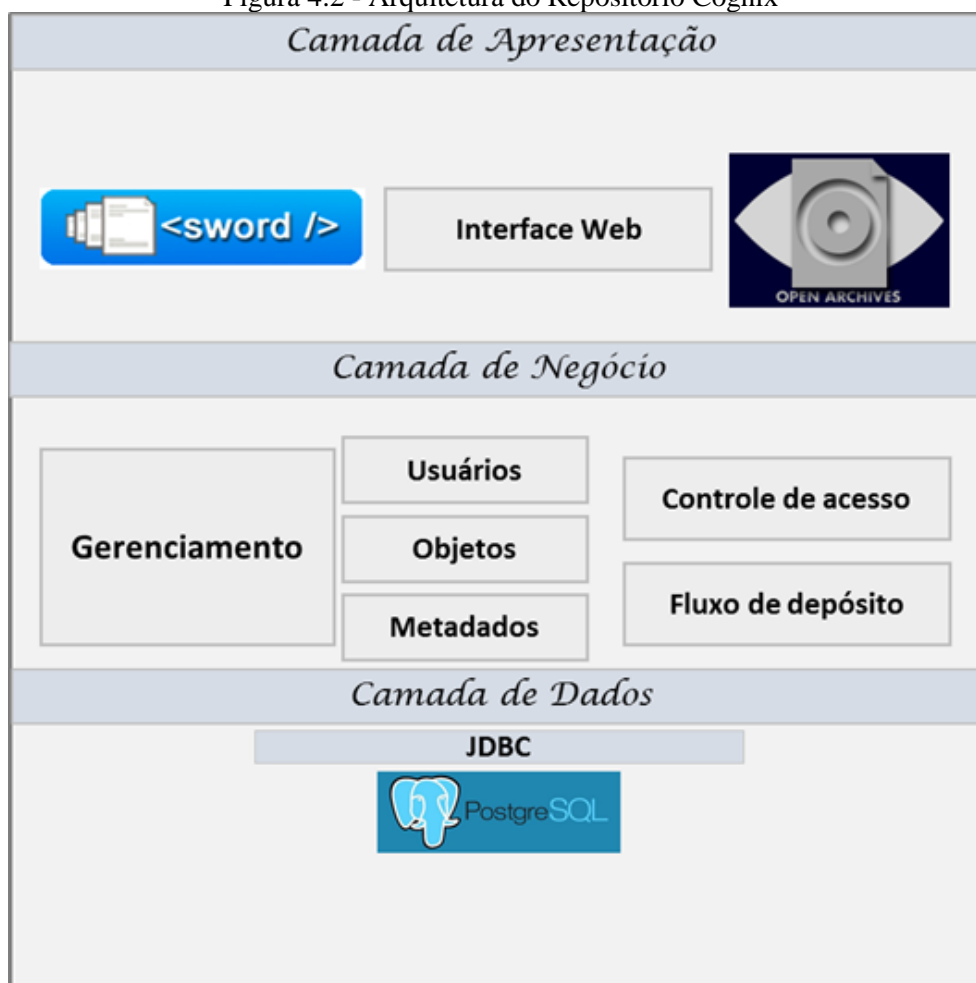 Figura 4.2 - Arquitetura do Repositório Cognix
Camada de Apresentação
<sword />
Interface Web
OPEN ARCHIVES
Camada de Negócio
Gerenciamento
Usuários
Objetos
Metadados
Controle de acesso
Fluxo de depósito
Camada de Dados
JDBC
PostgreSQL